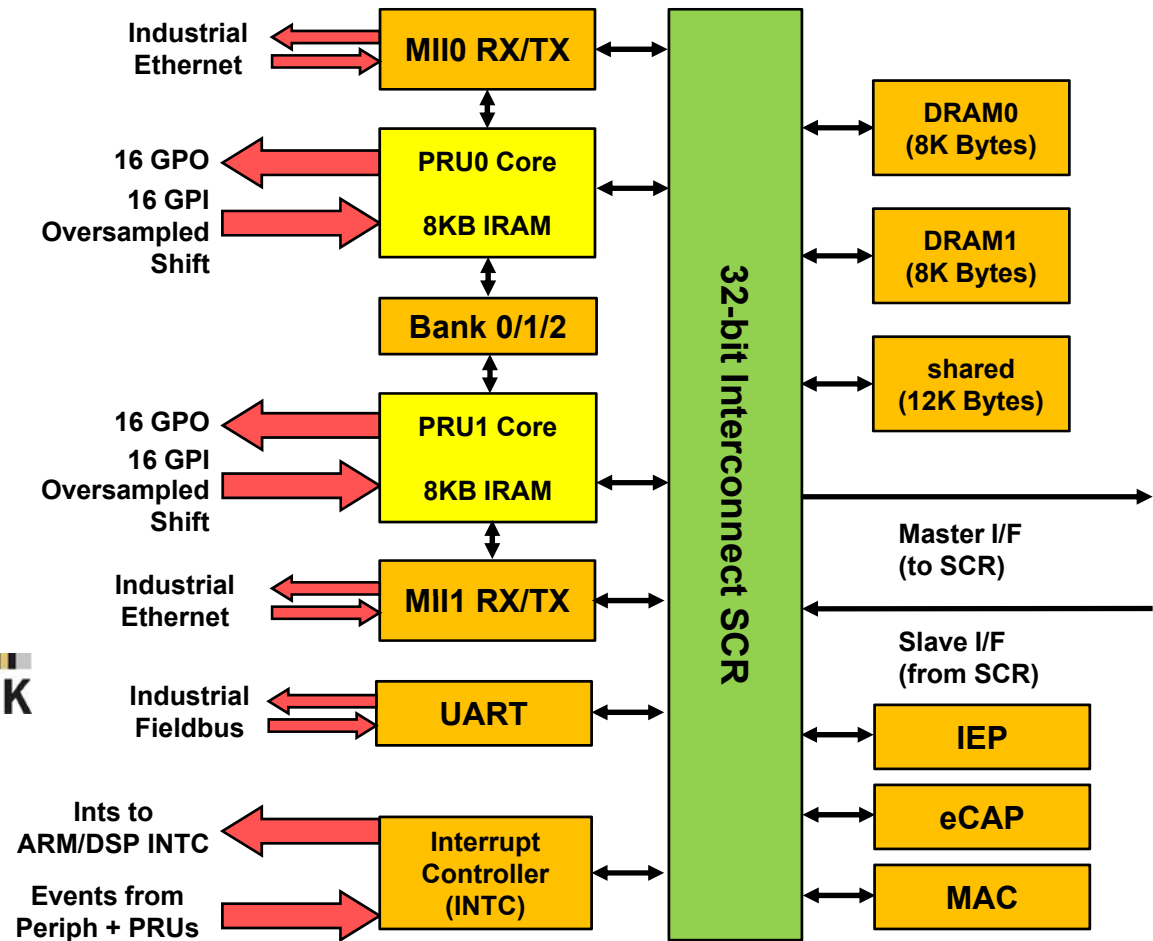 Industrial
Ethernet
MII0 RX/TX
16 GPO
16 GPI
Oversampled
Shift
PRU0 Core
8KB IRAM
Bank 0/1/2
16 GPO
16 GPI
Oversampled
Shift
PRU1 Core
8KB IRAM
Industrial
Ethernet
MII1 RX/TX
K
Industrial
Fieldbus
UART
Ints to
ARM/DSP INTC
Events from
Periph + PRUs
Interrupt
Controller
(INTC)
32-bit Interconnect SCR
DRAM0
(8K Bytes)
DRAM1
(8K Bytes)
shared
(12K Bytes)
Master I/F
(to SCR)
Slave I/F
(from SCR)
IEP
eCAP
MAC